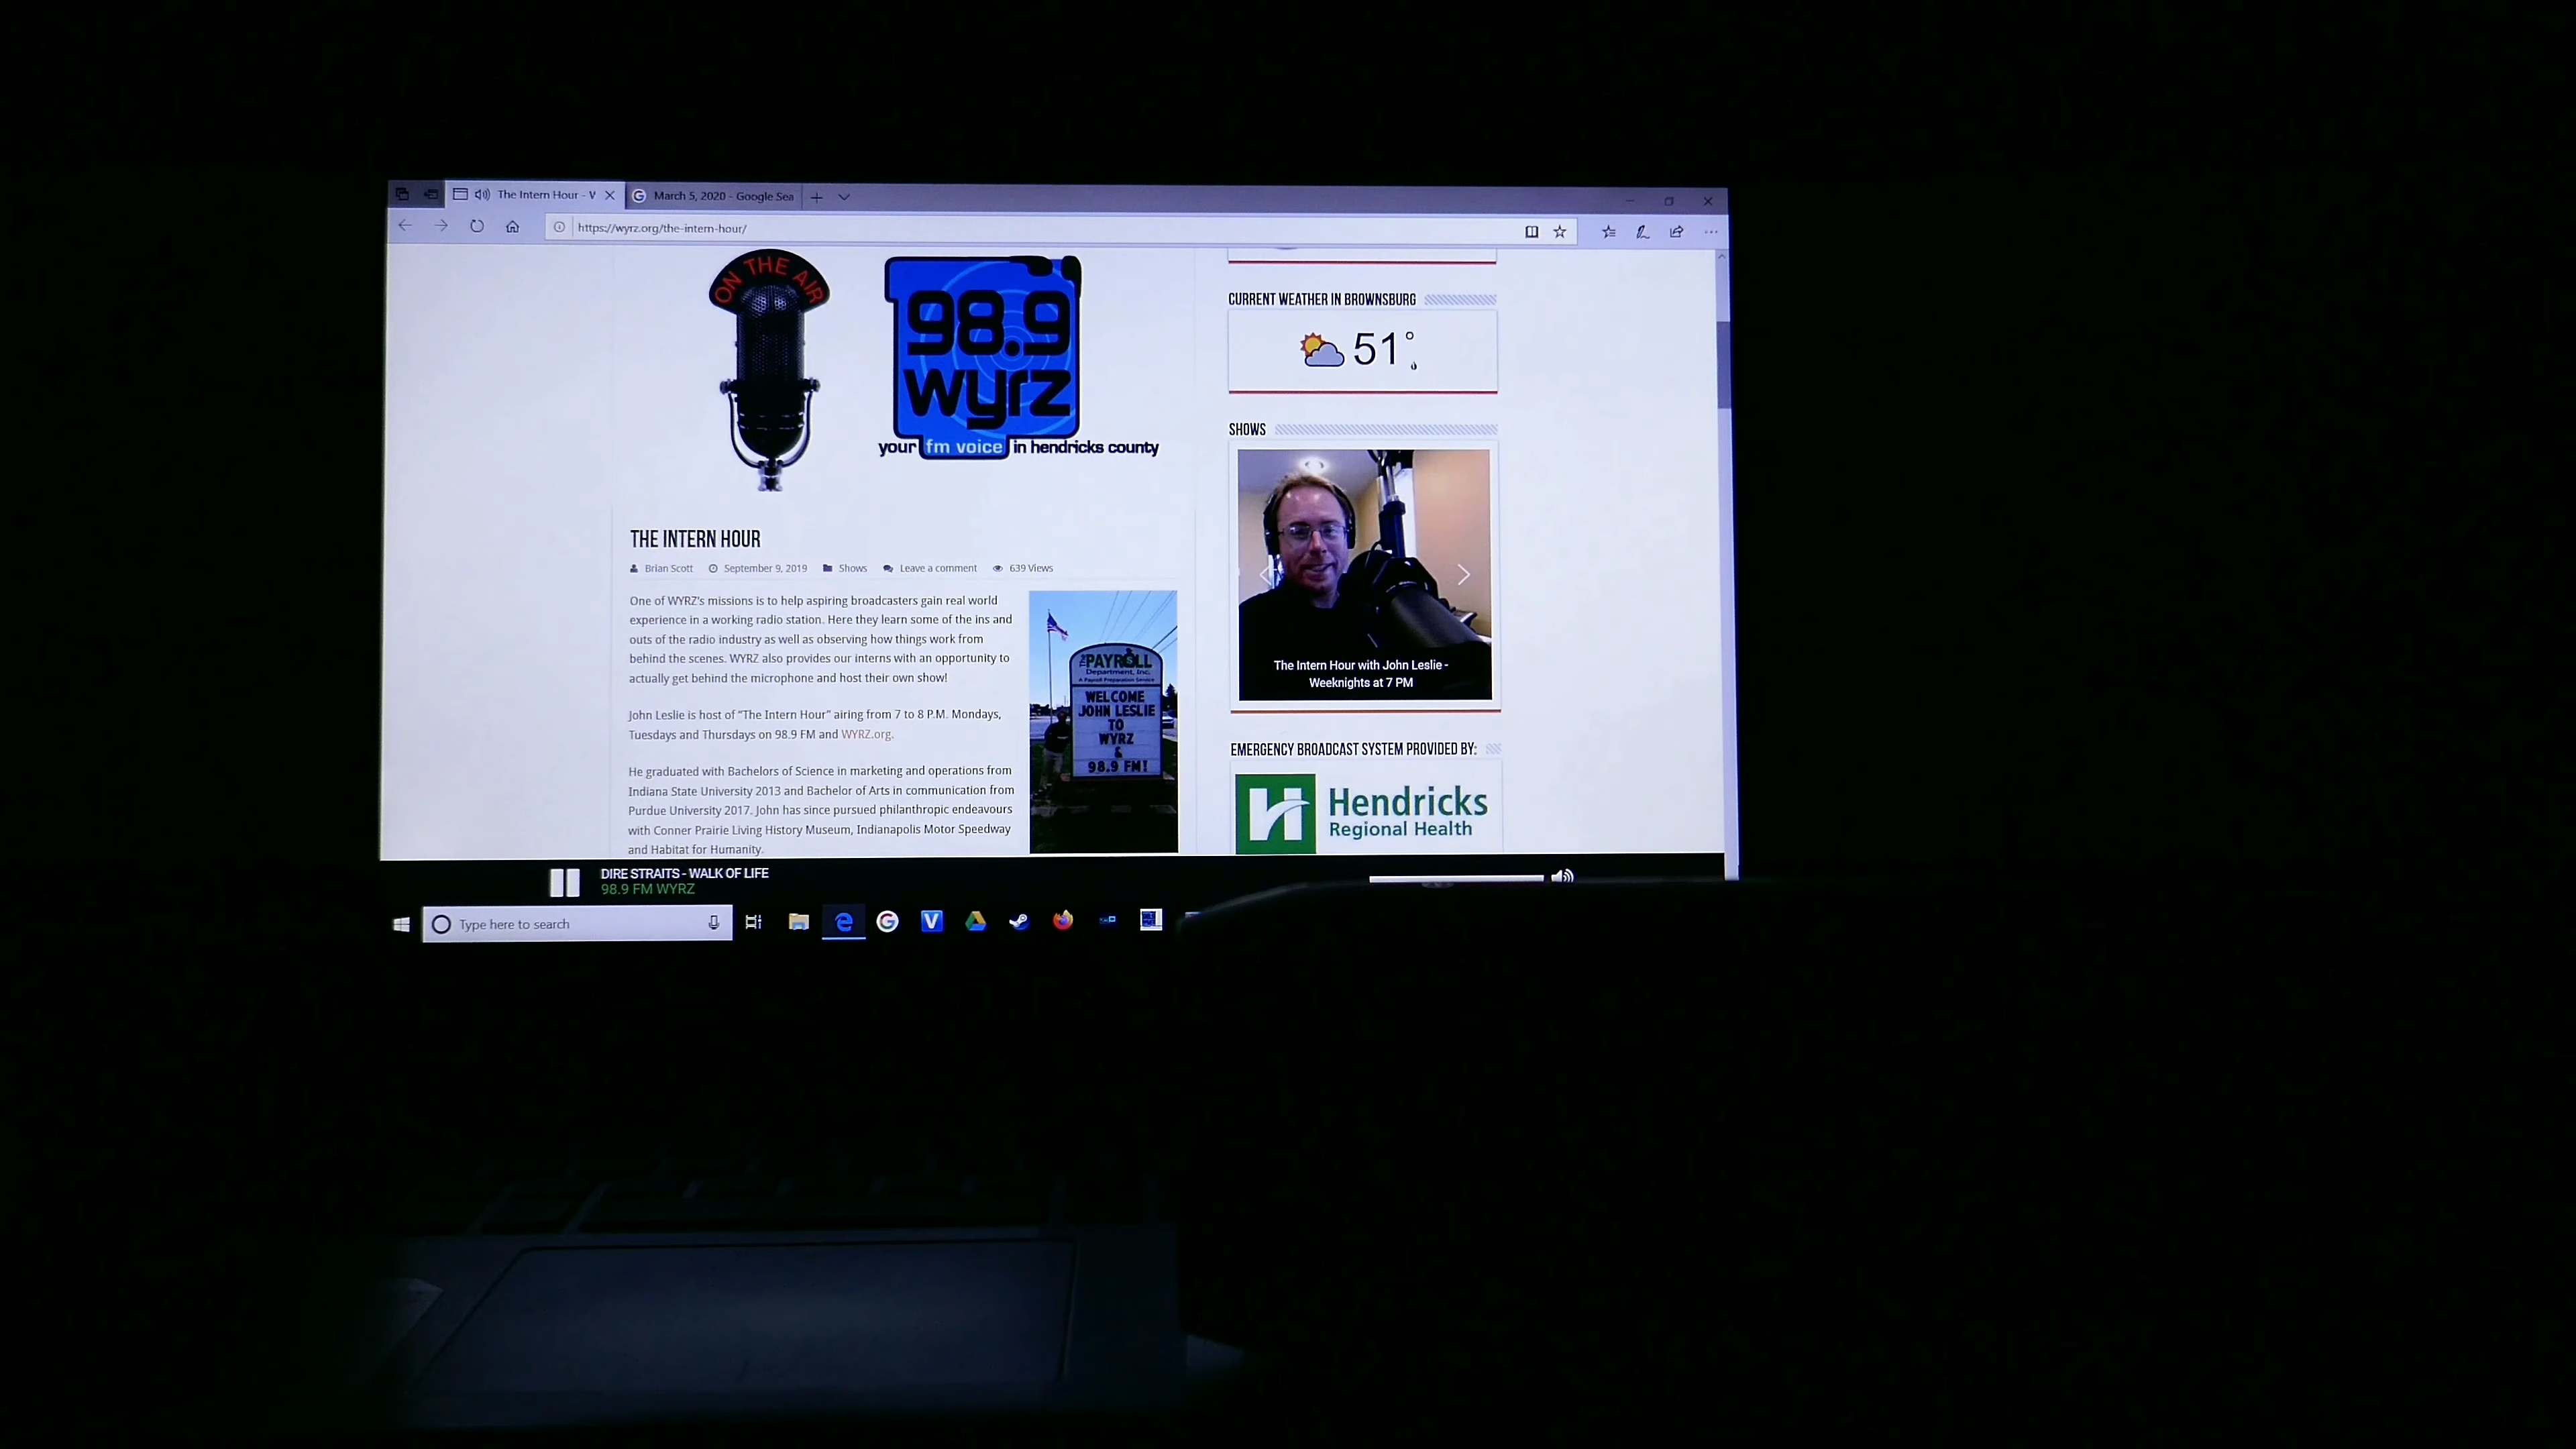 The Intern Hour - W
March 5, 2020 - Google Sea
https://wyrz.org/the-intern-hour/
ON THE AIR
98.9
wyrz
your fm voice in hendricks county
THE INTERN HOUR
Brian Scott September 9, 2019 Shows Leave a comment 639 Views
One of WYRZ's missions is to help aspiring broadcasters gain real world
experience in a working radio station. Here they learn some of the ins and
outs of the radio industry as well as observing how things work from
behind the scenes. WYRZ also provides our interns with an opportunity to
actually get behind the microphone and host their own show!
John Leslie is host of “The Intern Hour” airing from 7 to 8 P.M. Mondays,
Tuesdays and Thursdays on 98.9 FM and WYRZ.org.
He graduated with Bachelors of Science in marketing and operations from
Indiana State University 2013 and Bachelor of Arts in communication from
Purdue University 2017. John has since pursued philanthropic endeavours
with Conner Prairie Living History Museum, Indianapolis Motor Speedway
and Habitat for Humanity.
THE PAYROLL
Department, Inc.
A Payroll Preparation Service
WELCOME
JOHN LESLIE
TO
WYRZ
&
98.9 FM!
CURRENT WEATHER IN BROWNSBURG
51°
SHOWS
The Intern Hour with John Leslie -
Weeknights at 7 PM
EMERGENCY BROADCAST SYSTEM PROVIDED BY:
H Hendricks
Regional Health
DIRE STRAITS - WALK OF LIFE
98.9 FM WYRZ
Type here to search